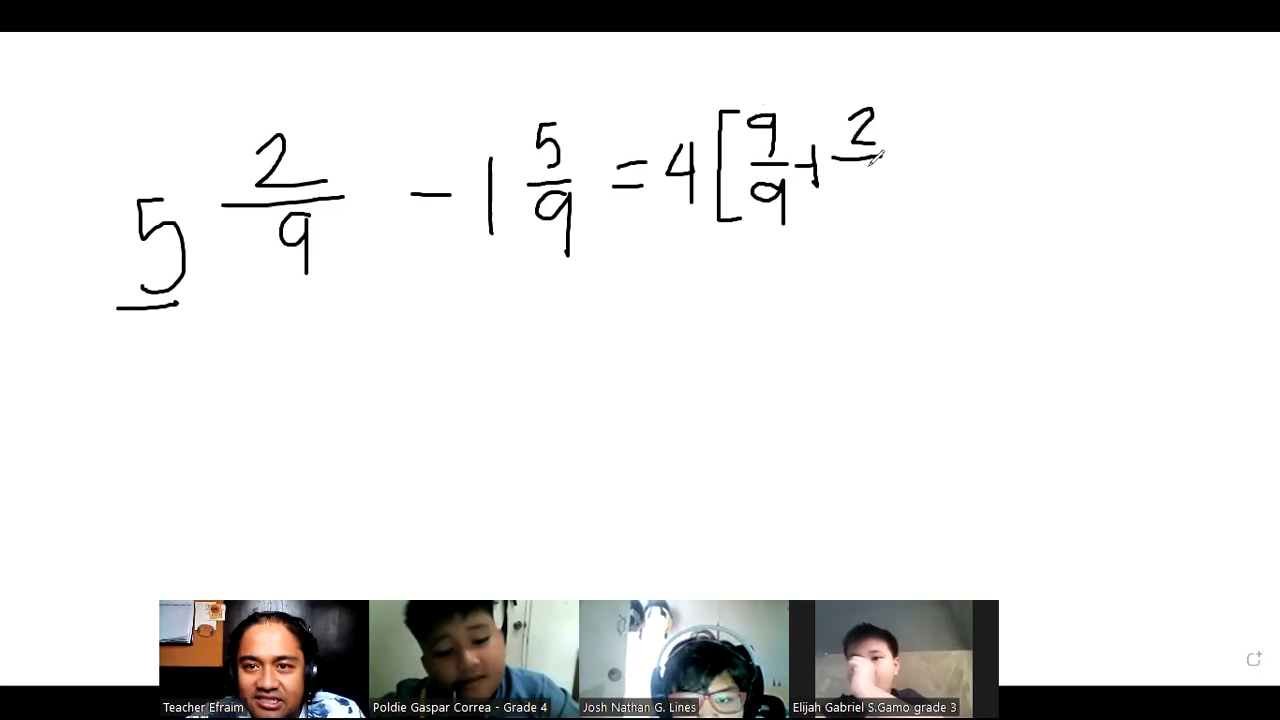 5 2/9 - 1 5/9 = 4 [ 9/9 + 2/
Teacher Efraim
Poldie Gaspar Correa - Grade 4
Josh Nathan G. Lines
Elijah Gabriel S.Gamo grade 3